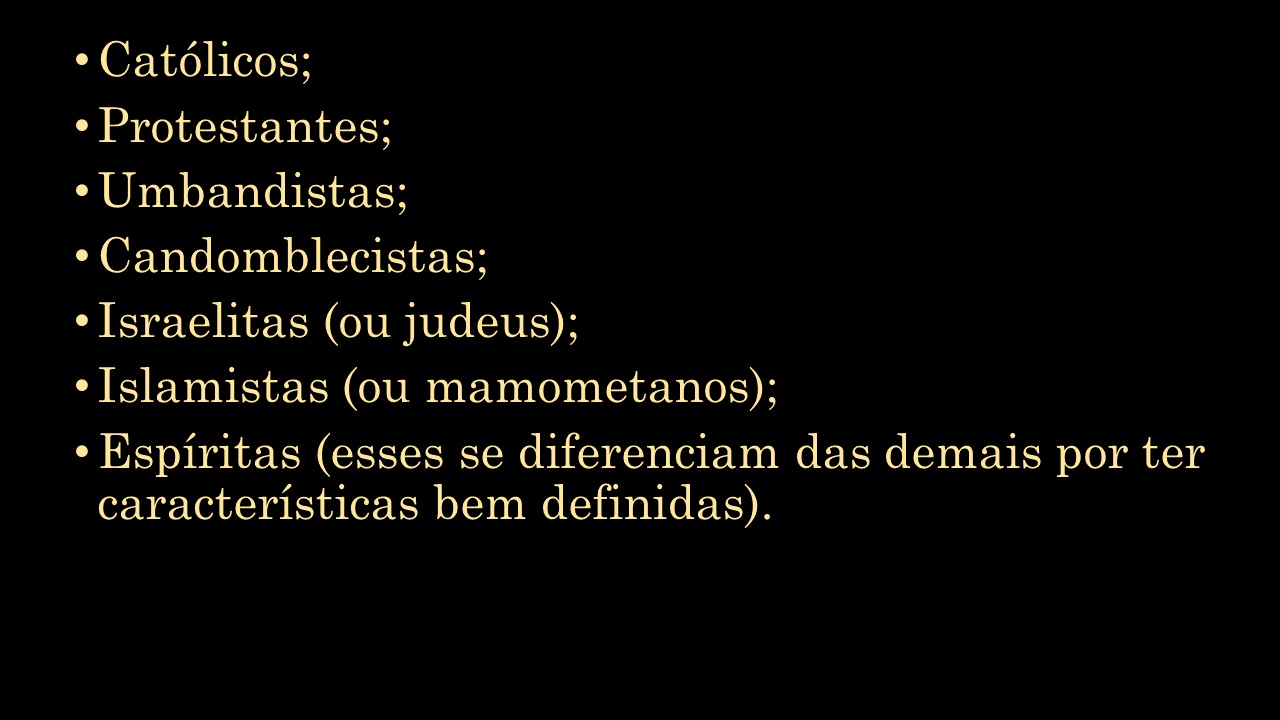 • Católicos;
• Protestantes;
• Umbandistas;
• Candomblecistas;
• Israelitas (ou judeus);
• Islamistas (ou mamometanos);
• Espíritas (esses se diferenciam das demais por ter
características bem definidas).